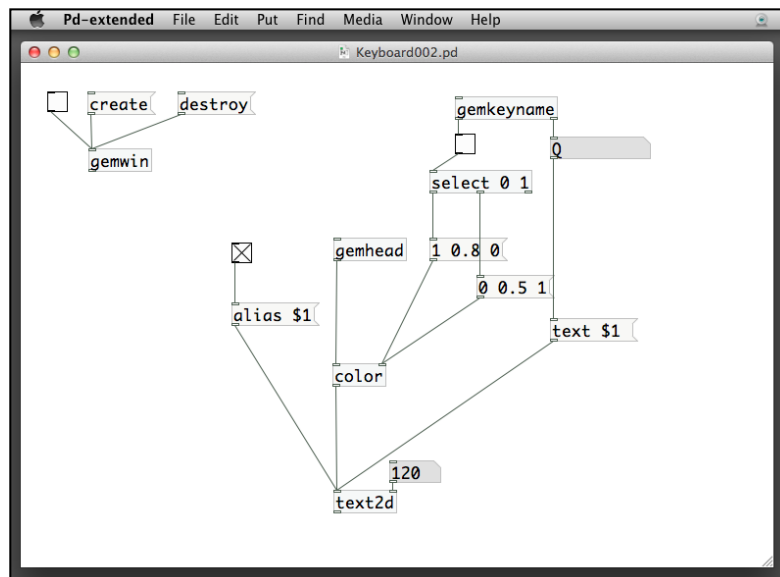 Pd-extended File Edit Put Find Media Window Help
Keyboard002.pd
create
destroy
gemwin
gemkeyname
Q
select 0 1
gemhead
1 0.8 0
0 0.5 1
alias $1
text $1
color
120
text2d